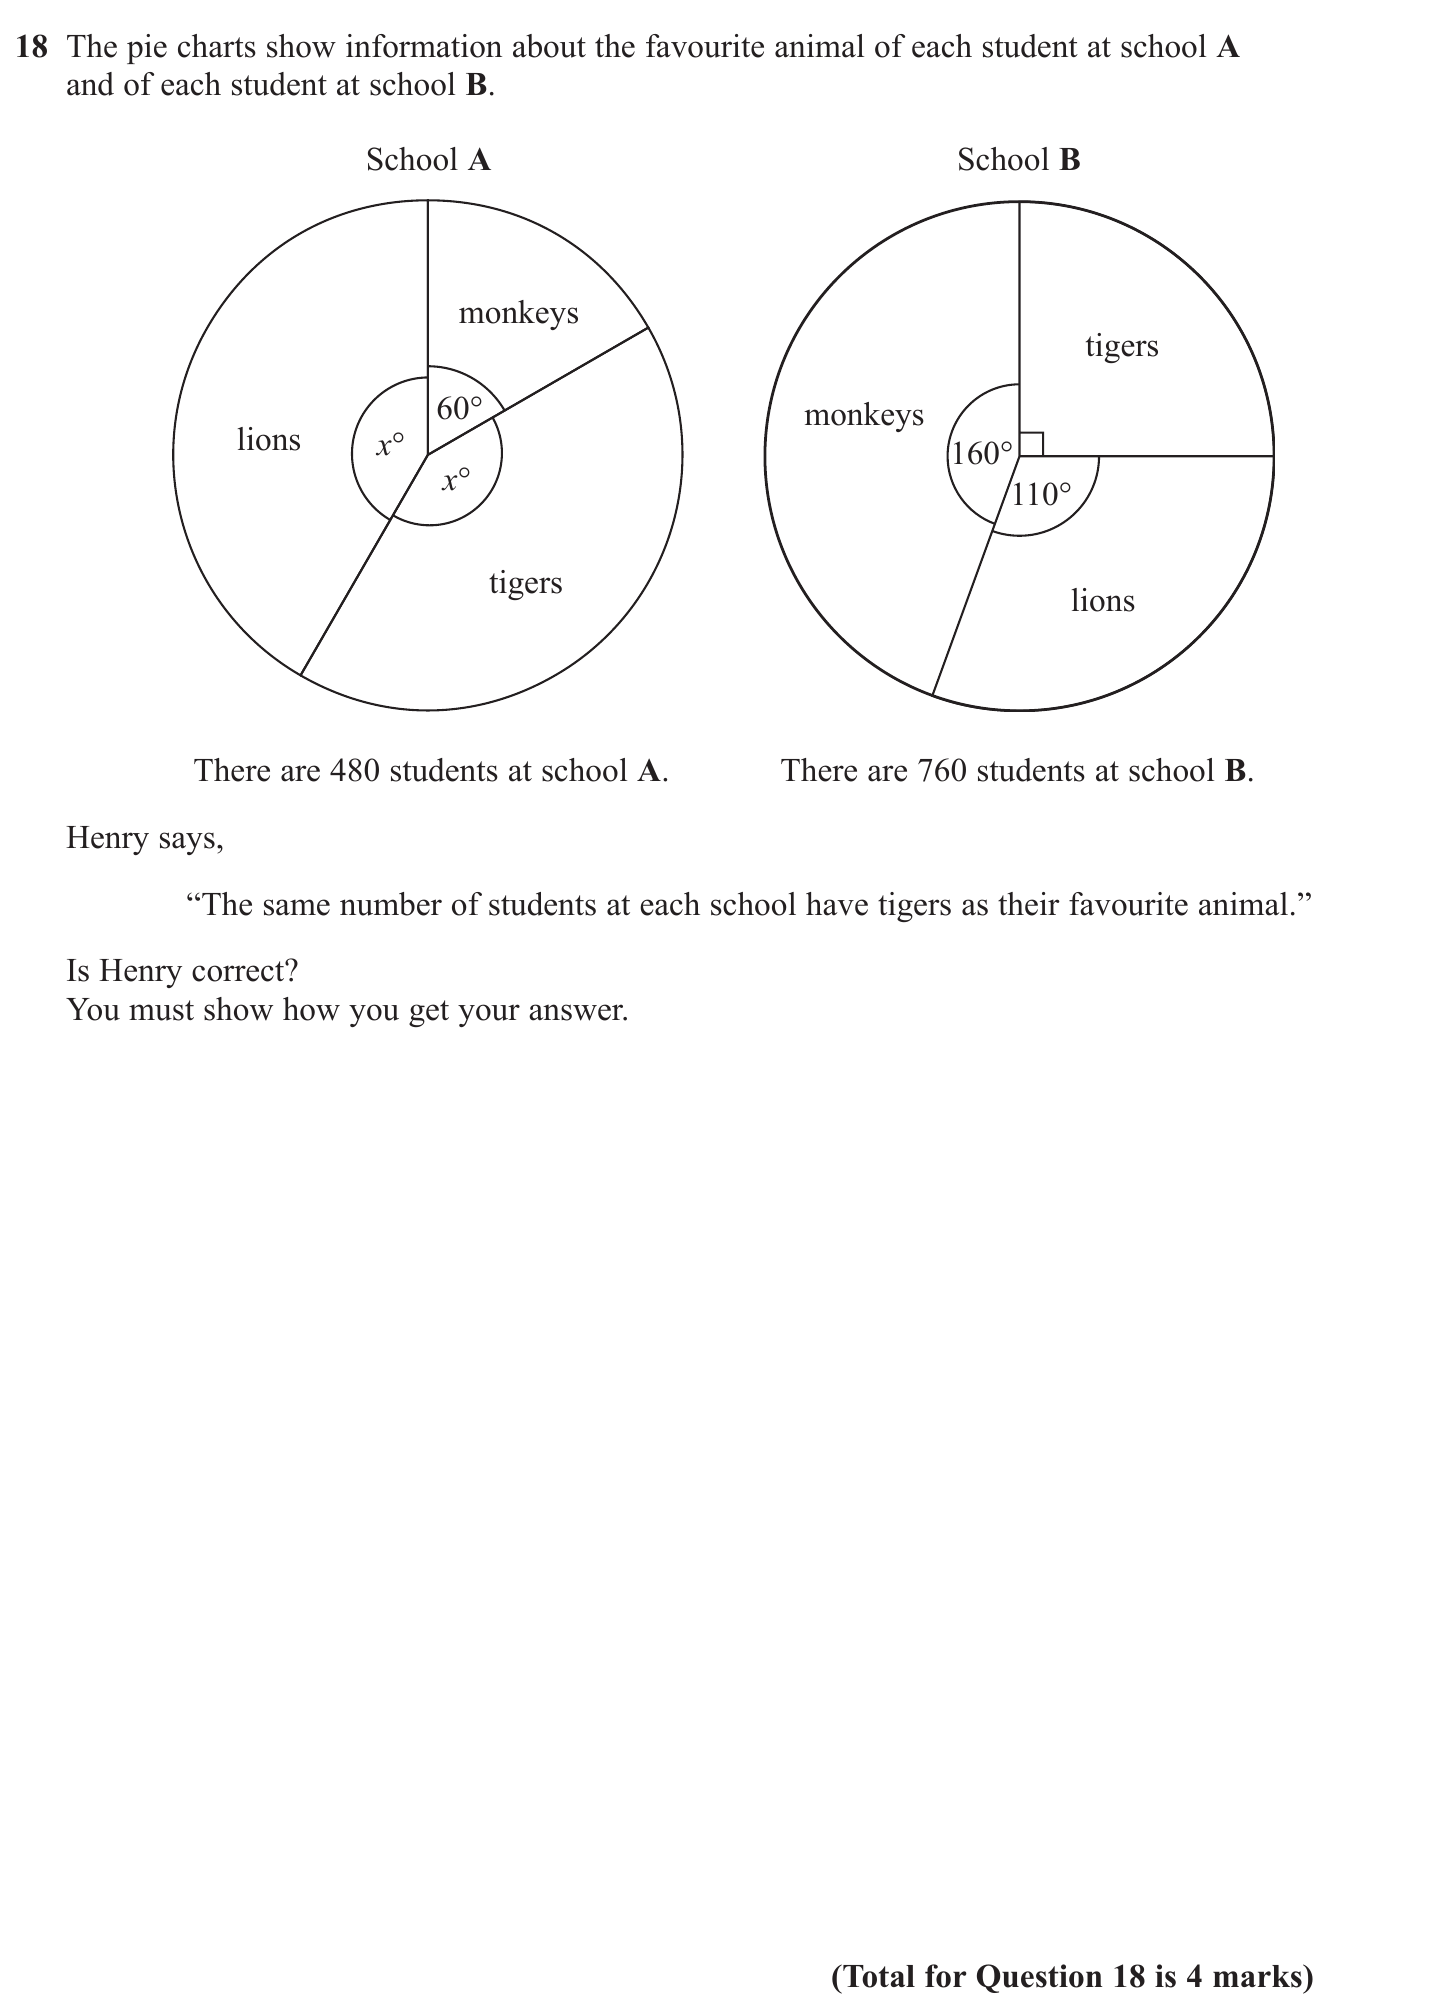 18 The pie charts show information about the favourite animal of each student at school A
and of each student at school B.
School A
monkeys
60°
lions
x°
x°
tigers
School B
tigers
monkeys
160°
110°
lions
There are 480 students at school A.
There are 760 students at school B.
Henry says,
“The same number of students at each school have tigers as their favourite animal.”
Is Henry correct?
You must show how you get your answer.
(Total for Question 18 is 4 marks)